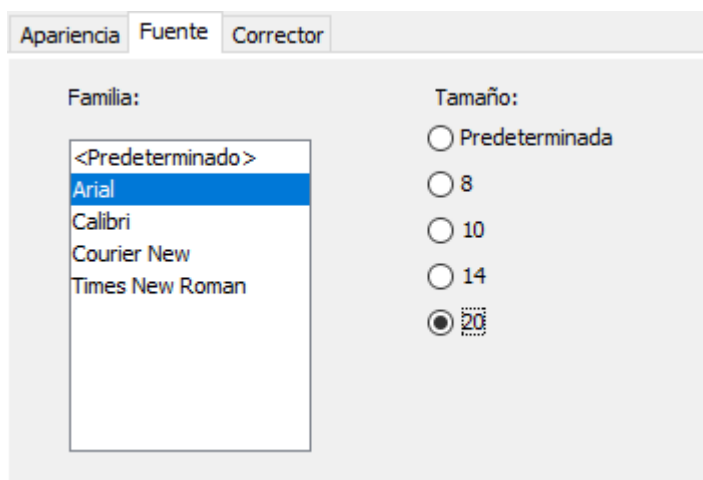 Apariencia Fuente Corrector
Familia:
<Predeterminado>
Arial
Calibri
Courier New
Times New Roman
Tamaño:
Predeterminada
8
10
14
20